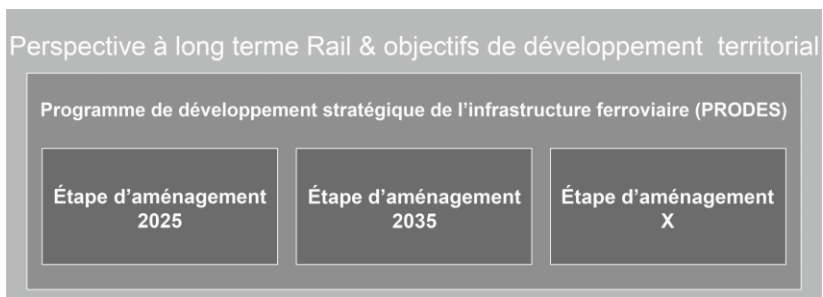 Perspective à long terme Rail & objectifs de développement territorial
Programme de développement stratégique de l'infrastructure ferroviaire (PRODES)
Étape d'aménagement
2025
Étape d'aménagement
2035
Étape d'aménagement
X